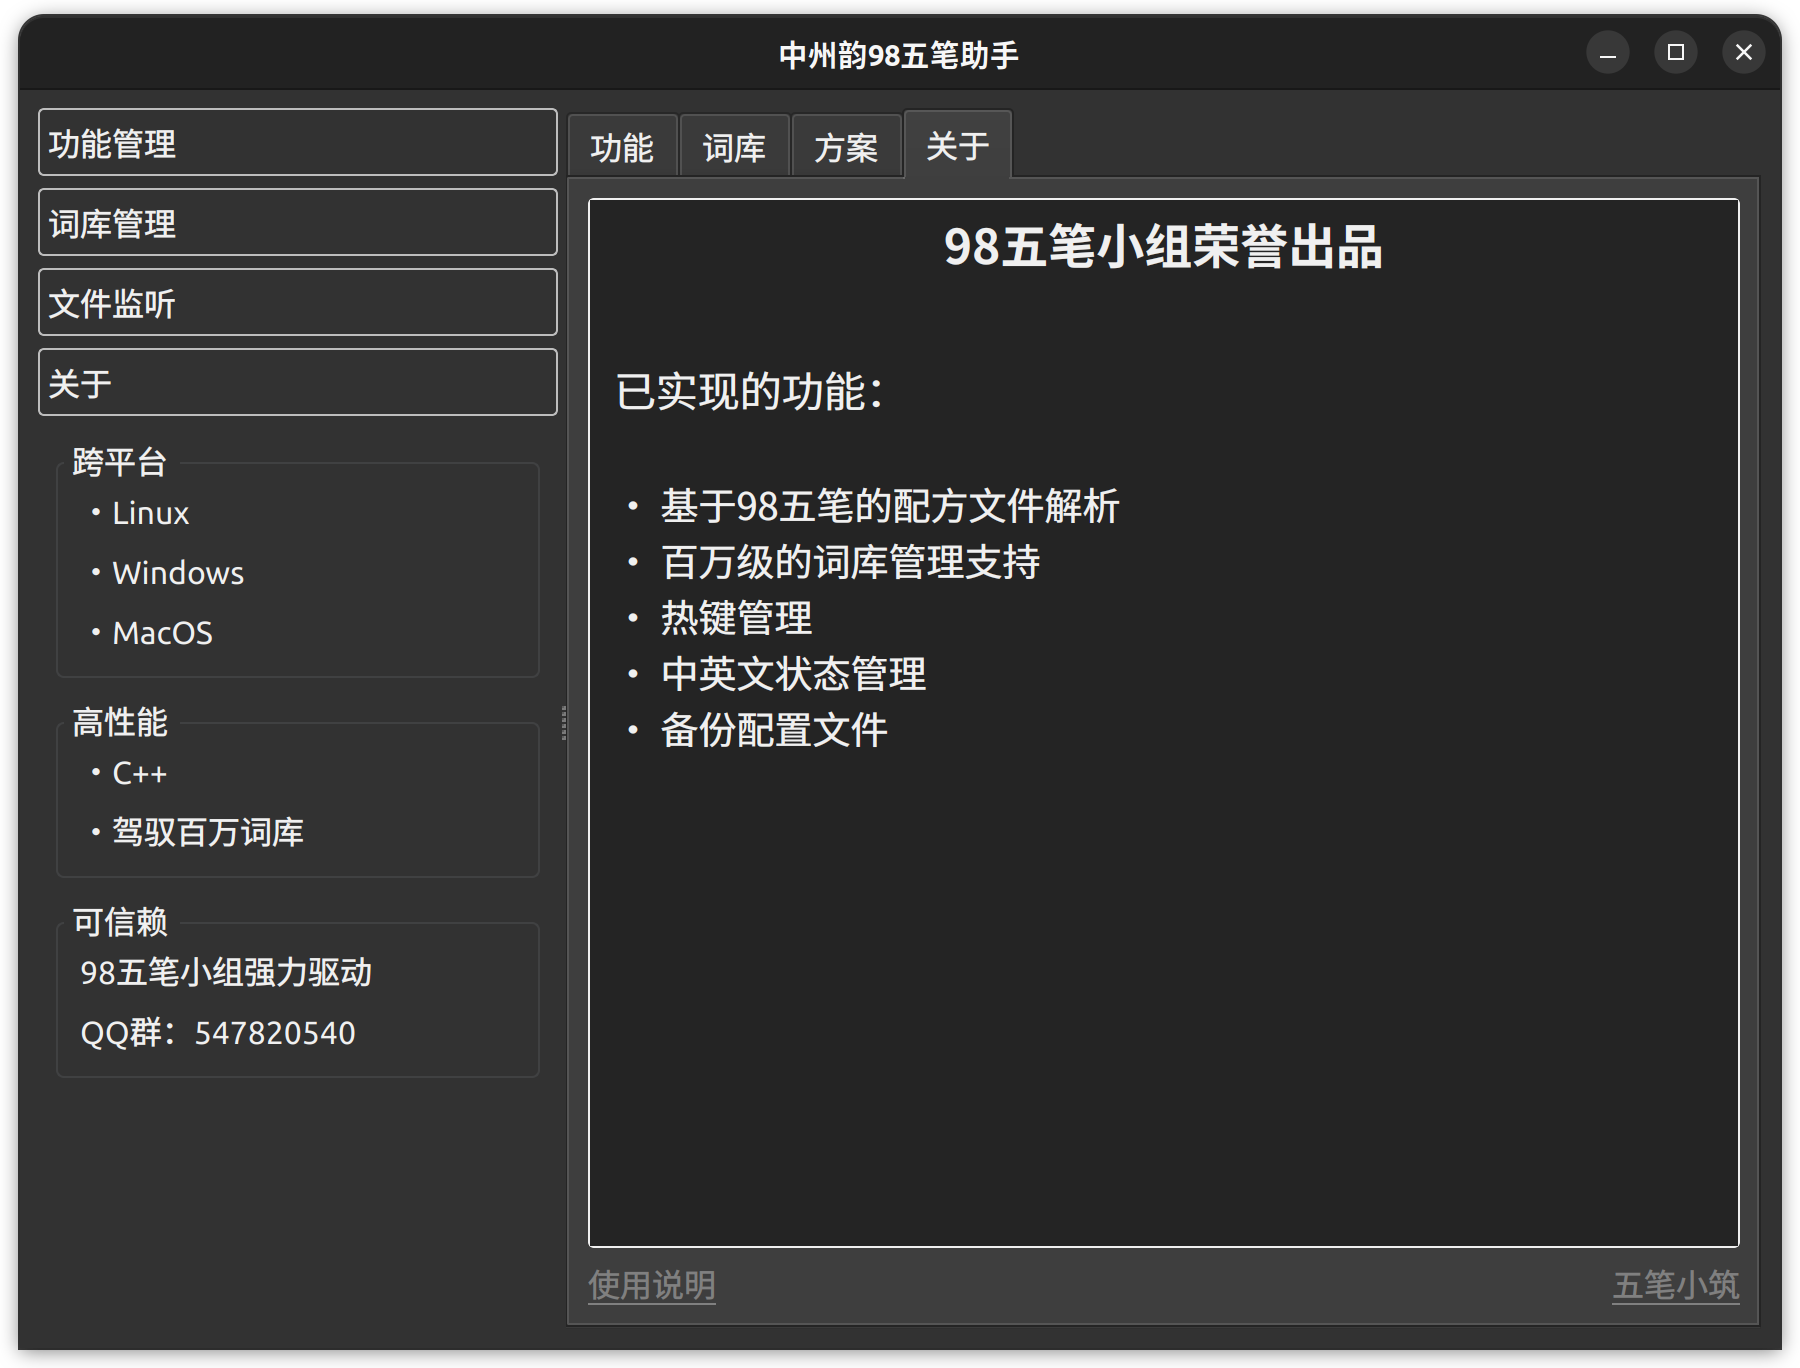 中州韵98五笔助手
功能管理
词库管理
文件监听
关于
跨平台
・Linux
・Windows
・MacOS
高性能
・C++
・驾驭百万词库
可信赖
98五笔小组强力驱动
QQ群：547820540
功能
词库
方案
关于
98五笔小组荣誉出品
已实现的功能：
・ 基于98五笔的配方文件解析
・ 百万级的词库管理支持
・ 热键管理
・ 中英文状态管理
・ 备份配置文件
使用说明
五笔小筑